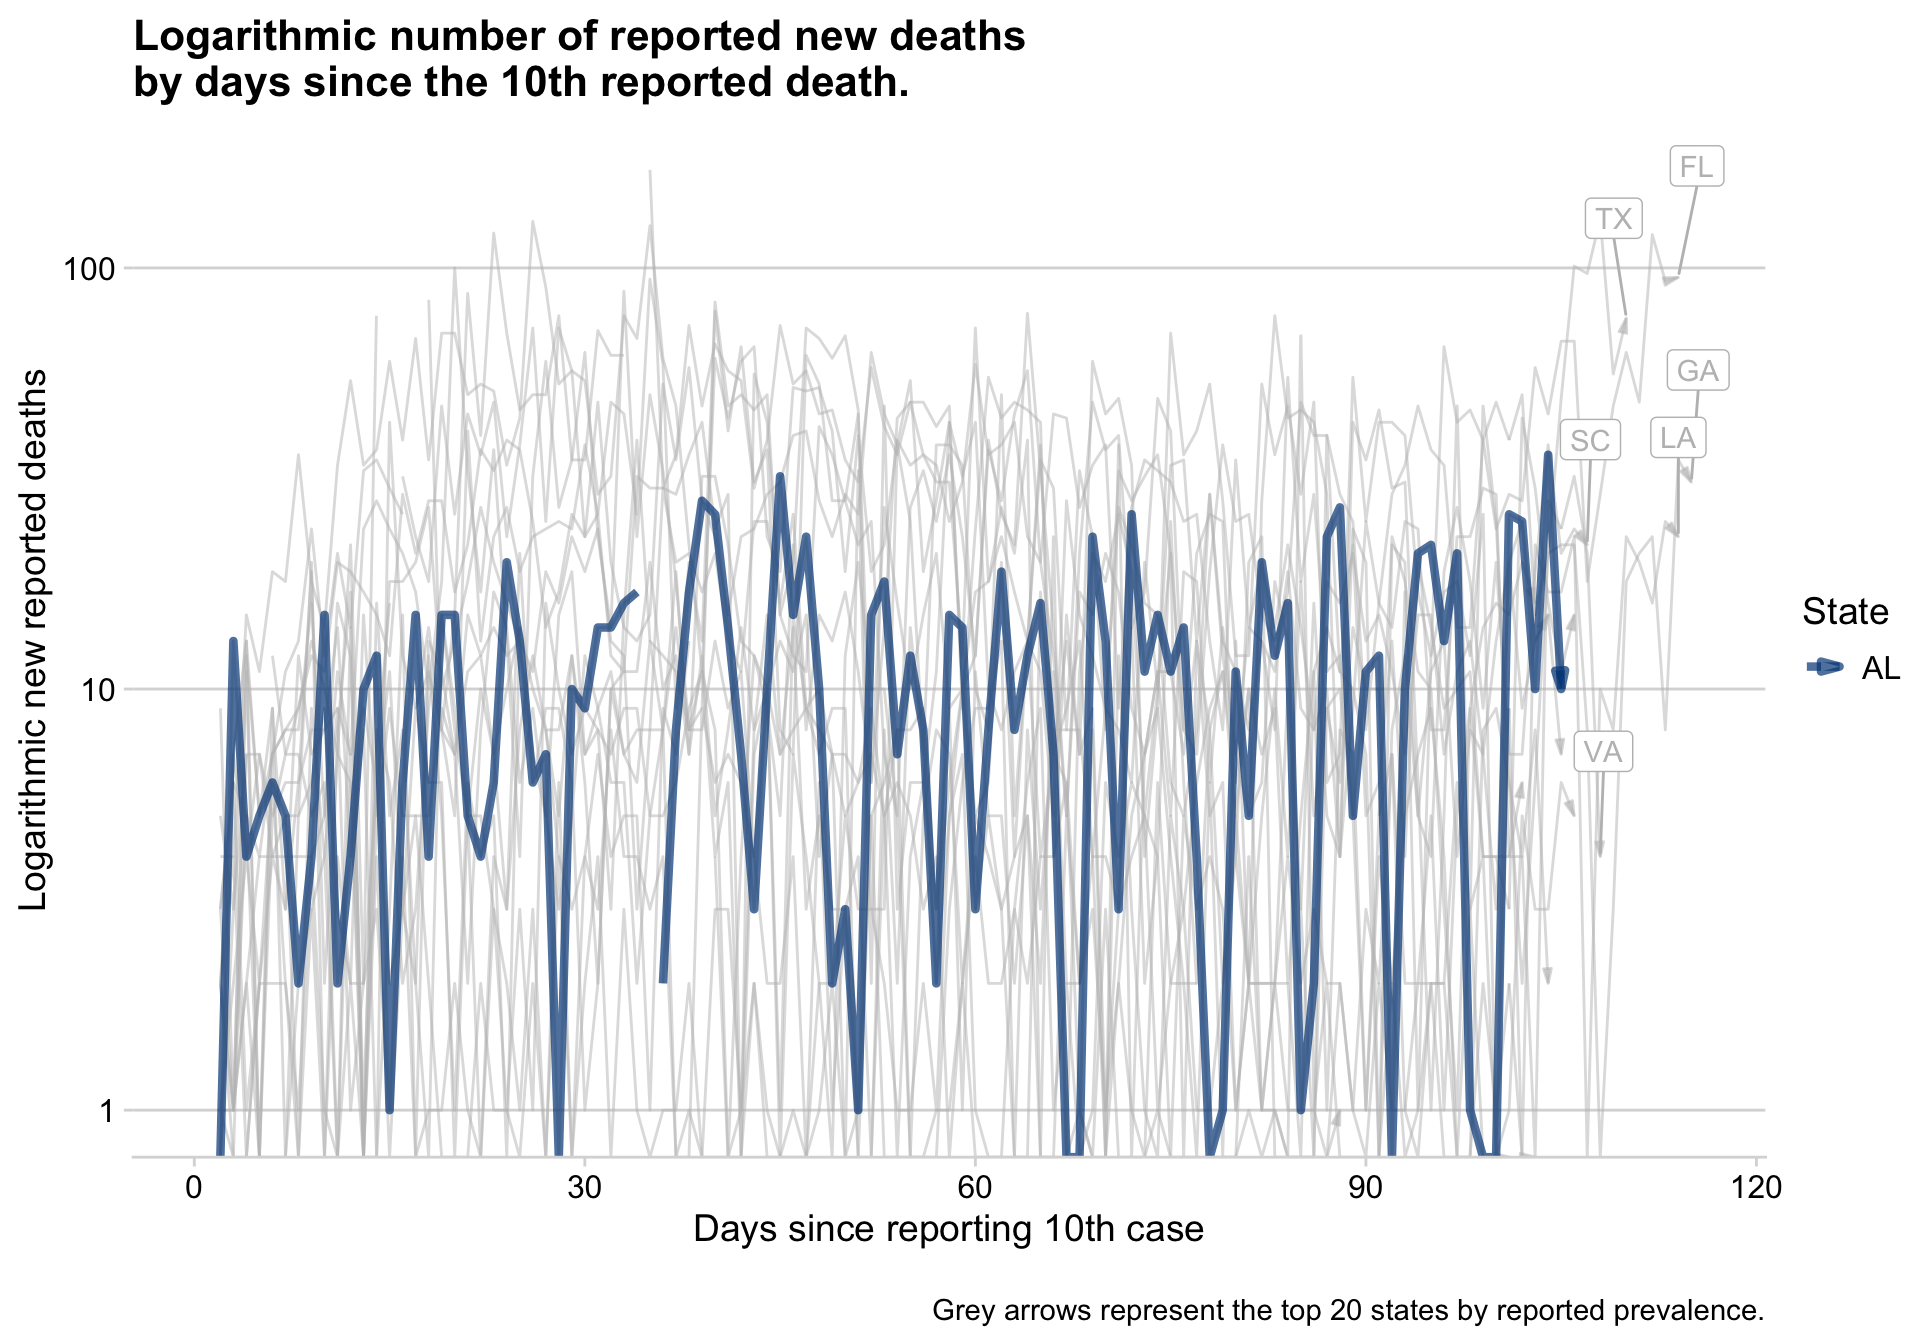 Logarithmic number of reported new deaths
by days since the 10th reported death.
FL
TX
100
GA
LA
SC
Logarithmic new reported deaths
State
AL
10
VA
1
0
30
60
90
120
Days since reporting 10th case
Grey arrows represent the top 20 states by reported prevalence.